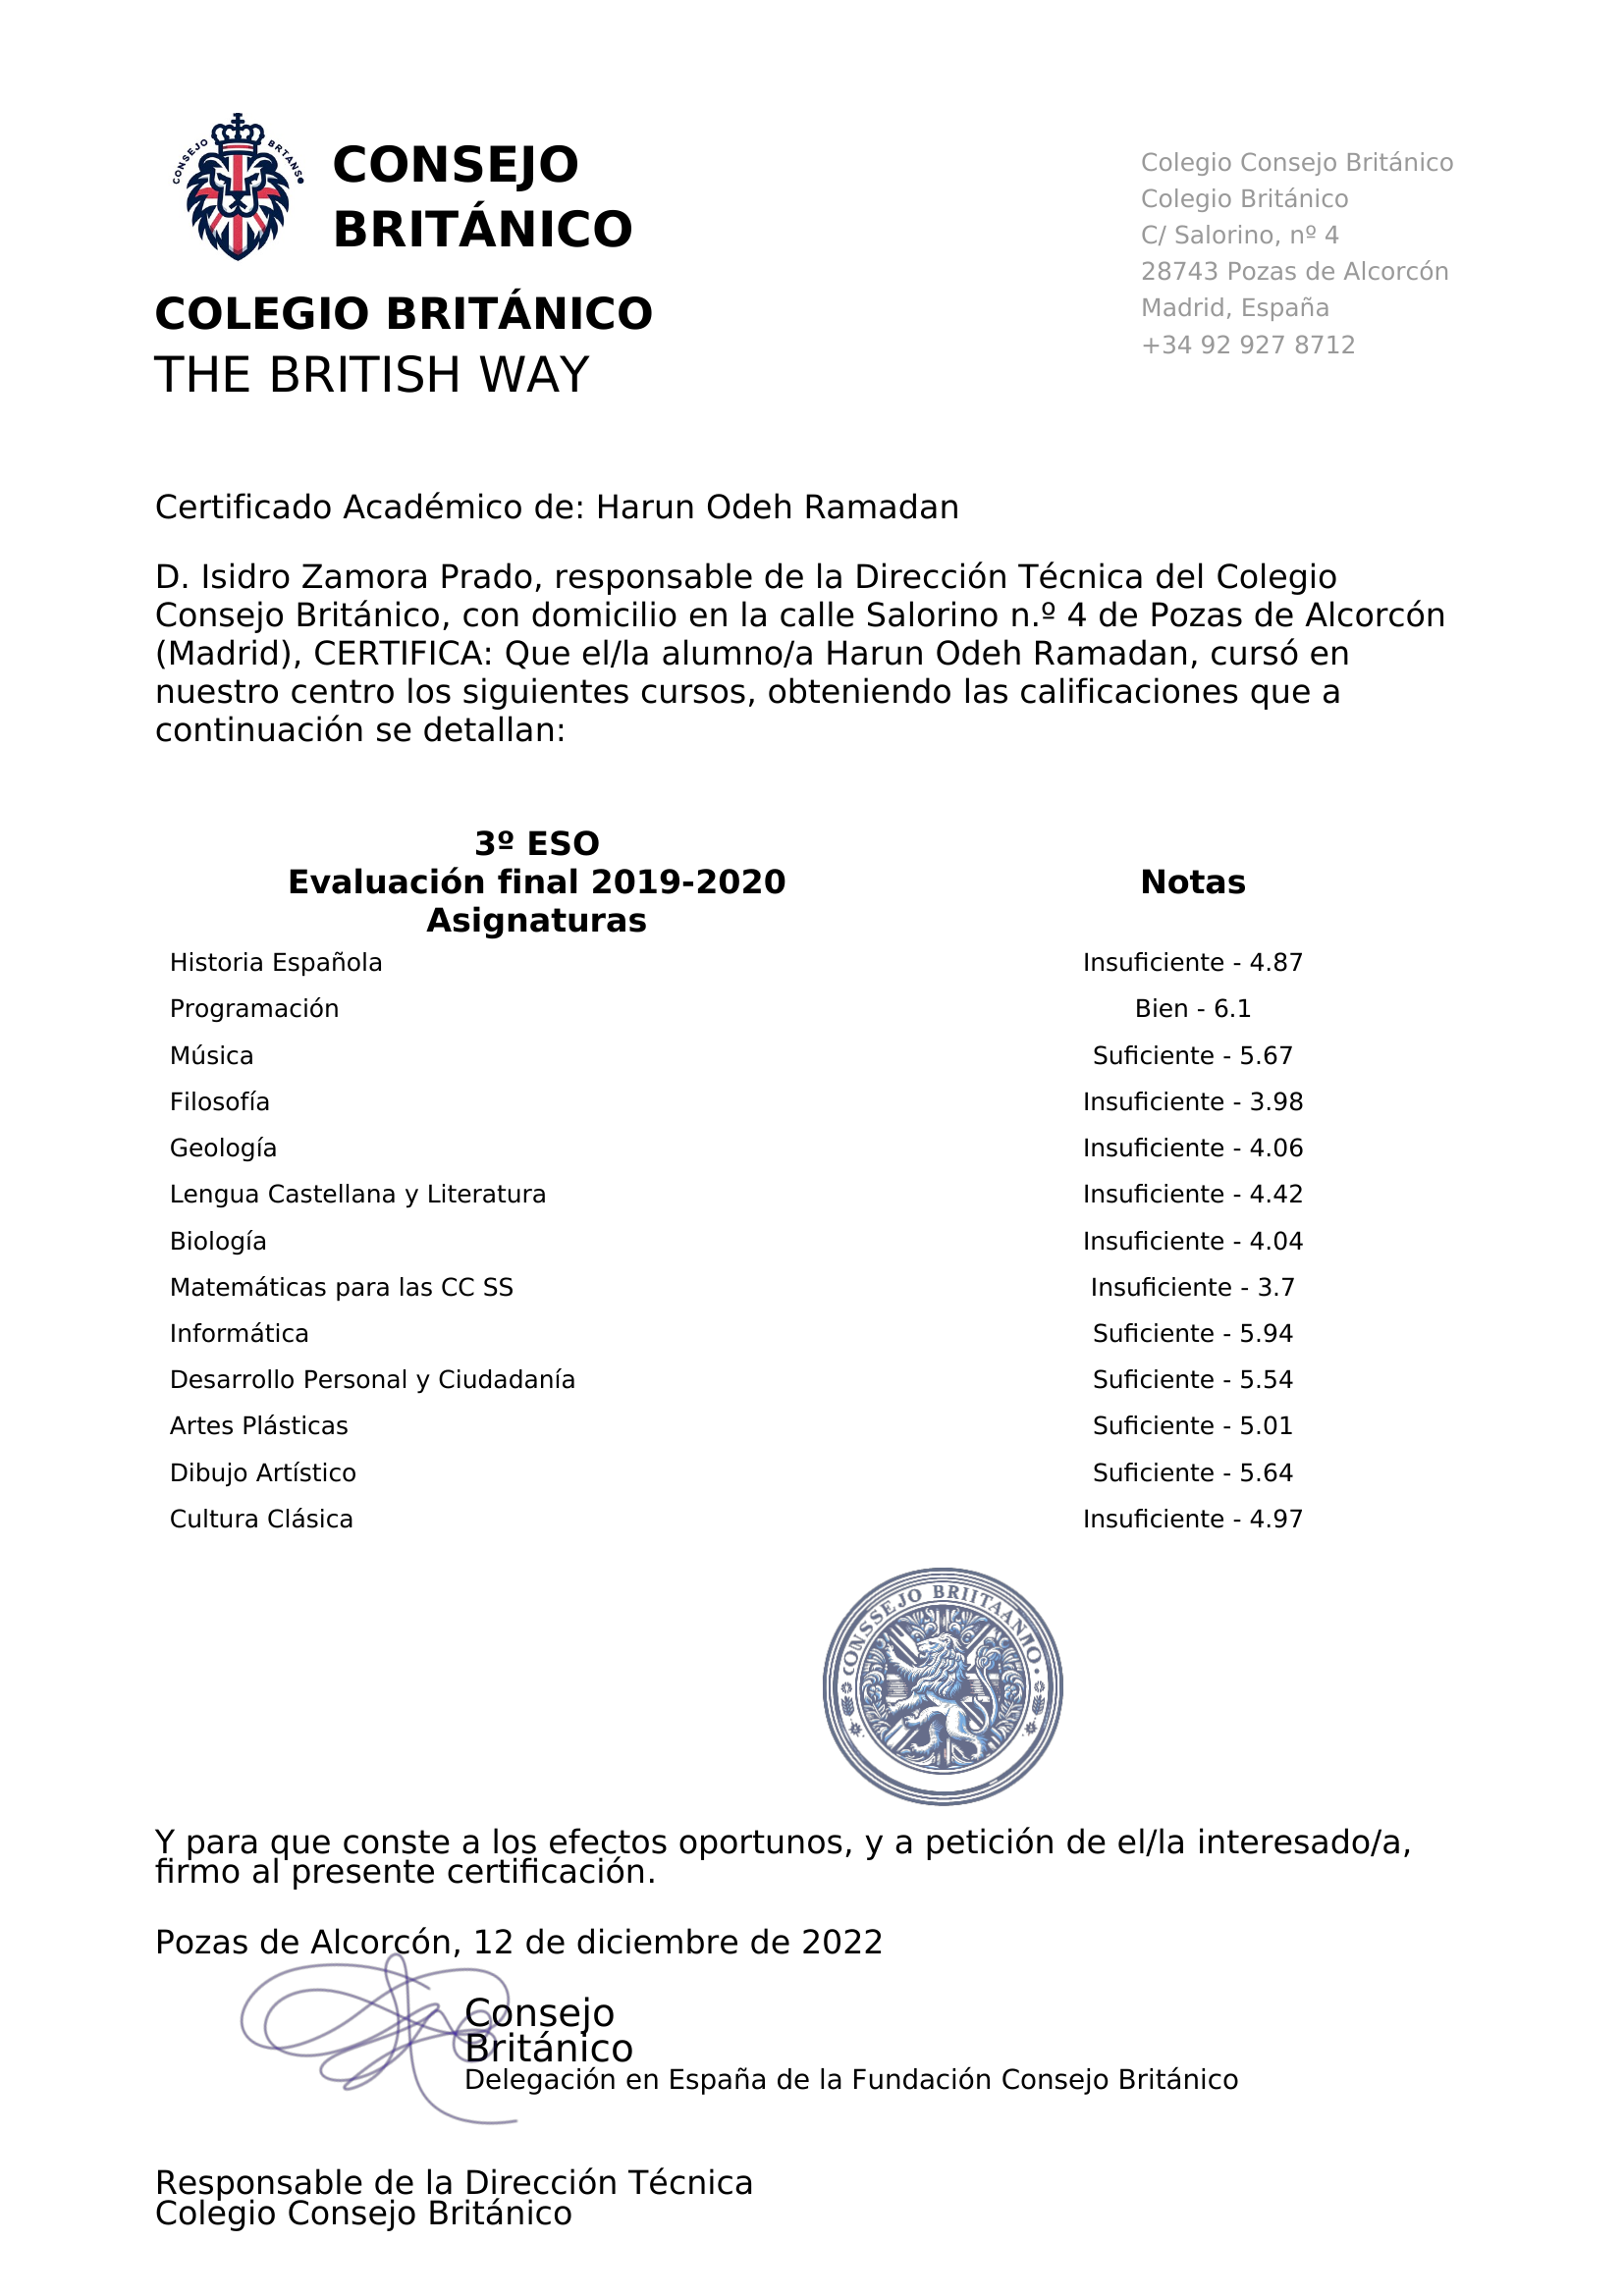 CONSEJO BRTANS
CONSEJO
BRITÁNICO
COLEGIO BRITÁNICO
THE BRITISH WAY
Colegio Consejo Británico
Colegio Británico
C/ Salorino, nº 4
28743 Pozas de Alcorcón
Madrid, España
+34 92 927 8712
Certificado Académico de: Harun Odeh Ramadan
D. Isidro Zamora Prado, responsable de la Dirección Técnica del Colegio
Consejo Británico, con domicilio en la calle Salorino n.º 4 de Pozas de Alcorcón
(Madrid), CERTIFICA: Que el/la alumno/a Harun Odeh Ramadan, cursó en
nuestro centro los siguientes cursos, obteniendo las calificaciones que a
continuación se detallan:
3º ESO
Evaluación final 2019-2020
Asignaturas
Notas
Historia Española Insuficiente - 4.87
Programación Bien - 6.1
Música Suficiente - 5.67
Filosofía Insuficiente - 3.98
Geología Insuficiente - 4.06
Lengua Castellana y Literatura Insuficiente - 4.42
Biología Insuficiente - 4.04
Matemáticas para las CC SS Insuficiente - 3.7
Informática Suficiente - 5.94
Desarrollo Personal y Ciudadanía Suficiente - 5.54
Artes Plásticas Suficiente - 5.01
Dibujo Artístico Suficiente - 5.64
Cultura Clásica Insuficiente - 4.97
Y para que conste a los efectos oportunos, y a petición de el/la interesado/a,
firmo al presente certificación.
Pozas de Alcorcón, 12 de diciembre de 2022
Consejo
Británico
Delegación en España de la Fundación Consejo Británico
Responsable de la Dirección Técnica
Colegio Consejo Británico